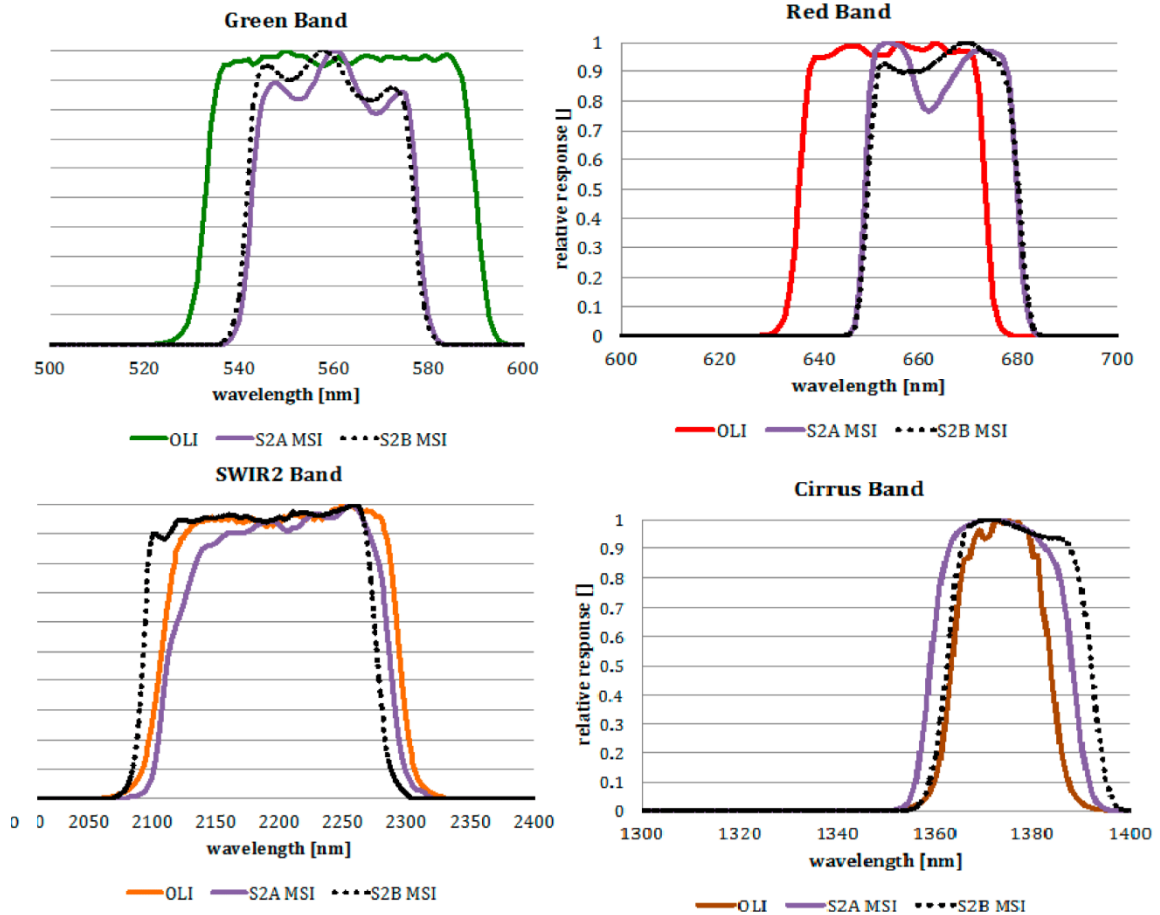 Green Band
500 520 540 560 580 600
wavelength [nm]
OLI S2A MSI S2B MSI
Red Band
1
0.9
0.8
0.7
0.6
0.5
0.4
0.3
0.2
0.1
0
relative response []
600 620 640 660 680 700
wavelength [nm]
OLI S2A MSI S2B MSI
SWIR2 Band
0 0 2050 2100 2150 2200 2250 2300 2350 2400
wavelength [nm]
OLI S2A MSI S2B MSI
Cirrus Band
1
0.9
0.8
0.7
0.6
0.5
0.4
0.3
0.2
0.1
0
relative response []
1300 1320 1340 1360 1380 1400
wavelength [nm]
OLI S2A MSI S2B MSI